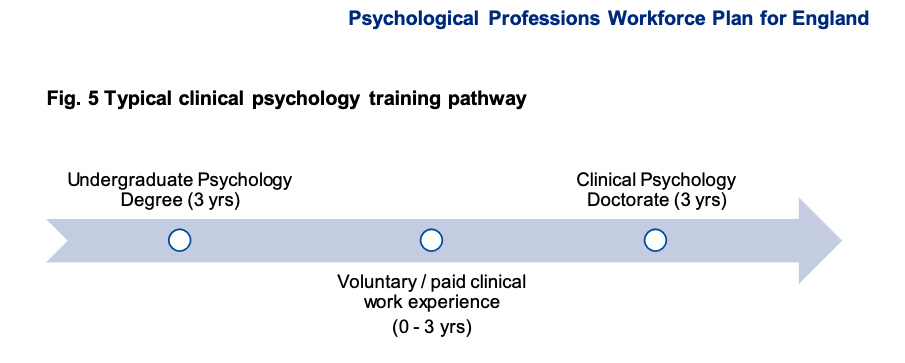 Psychological Professions Workforce Plan for England
Fig. 5 Typical clinical psychology training pathway
Undergraduate Psychology
Degree (3 yrs)
Voluntary / paid clinical
work experience
(0 - 3 yrs)
Clinical Psychology
Doctorate (3 yrs)